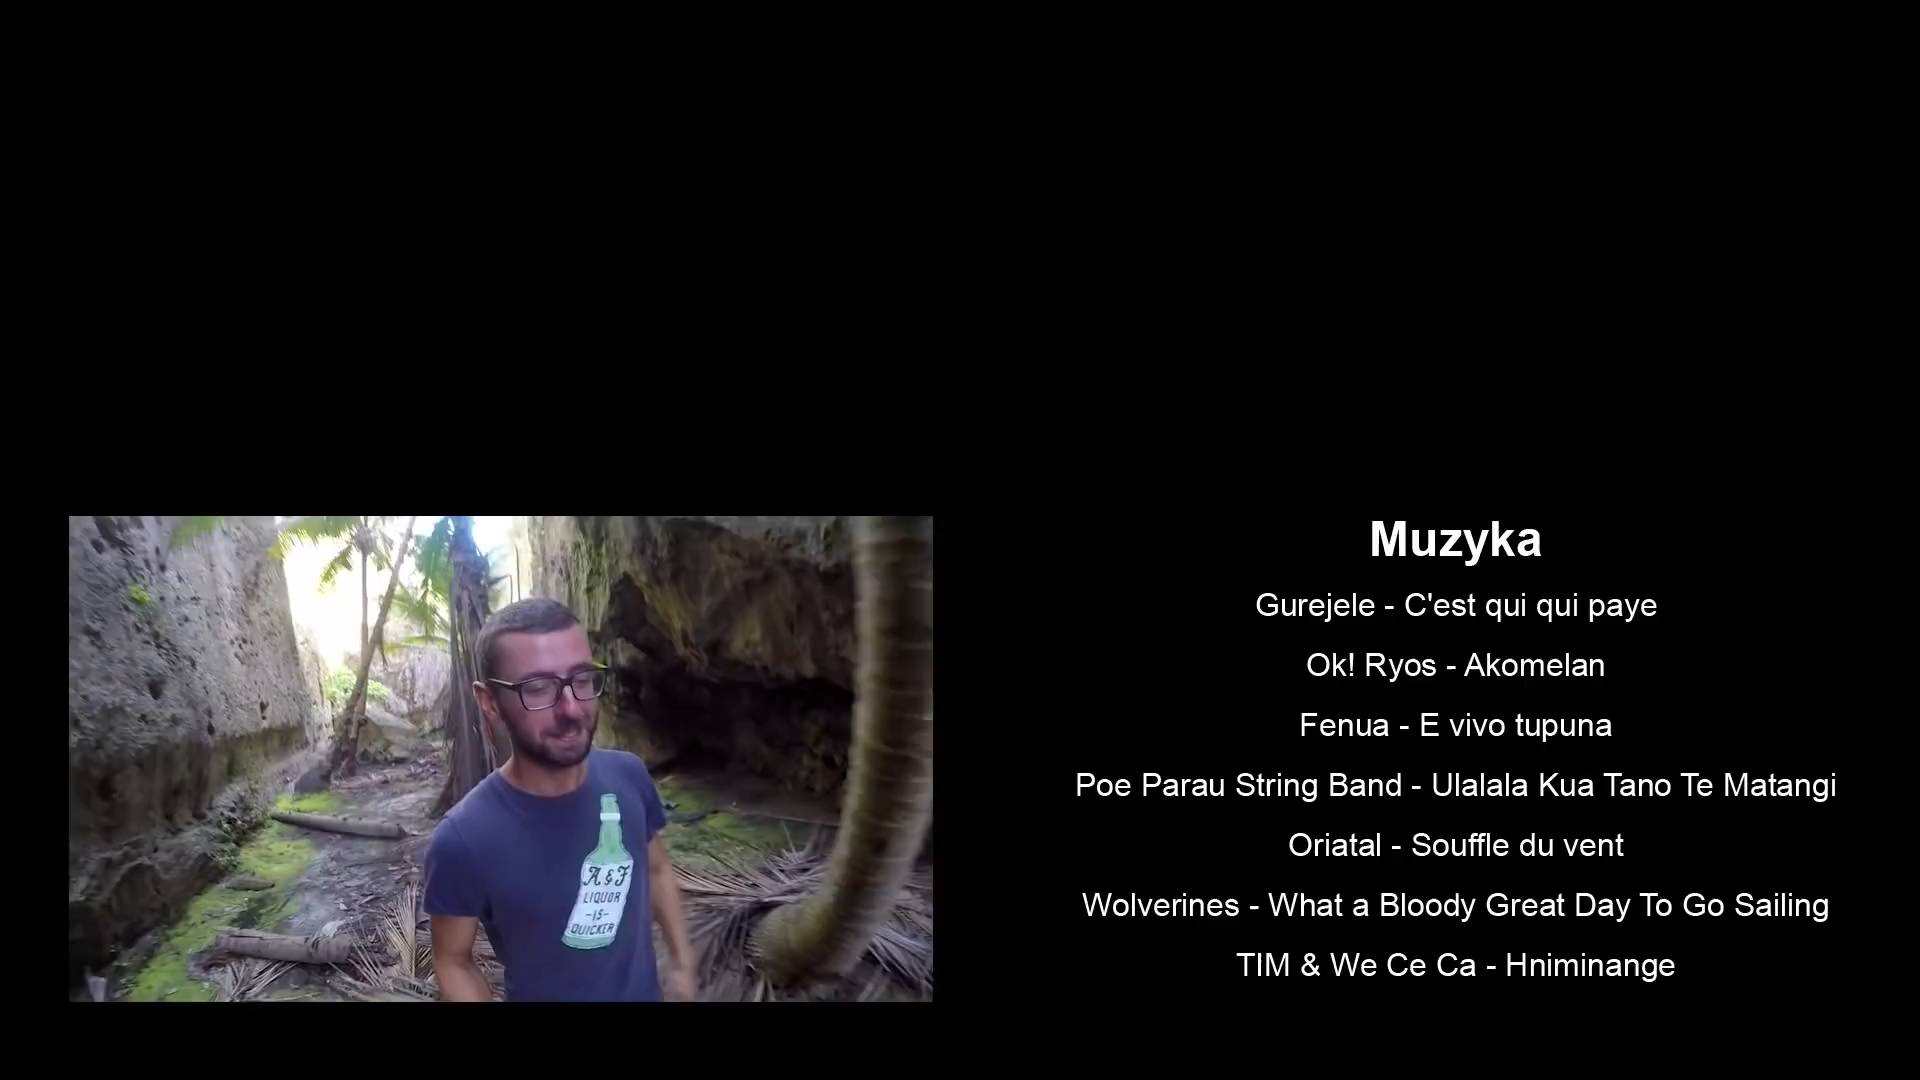 A & F
LIQUOR
-IS-
QUICKER
Muzyka
Gurejele - C'est qui qui paye
Ok! Ryos - Akomelan
Fenua - E vivo tupuna
Poe Parau String Band - Ulalala Kua Tano Te Matangi
Oriatal - Souffle du vent
Wolverines - What a Bloody Great Day To Go Sailing
TIM & We Ce Ca - Hniminange